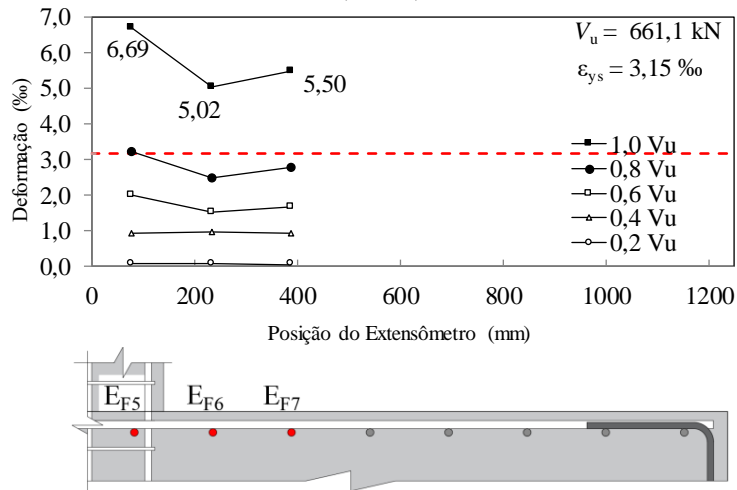 7,0
6,0
5,0
4,0
3,0
2,0
1,0
0,0
Deformação (‰)
6,69
5,02
5,50
Vu = 661,1 kN
εys = 3,15 ‰
1,0 Vu
0,8 Vu
0,6 Vu
0,4 Vu
0,2 Vu
0 200 400 600 800 1000 1200
Posição do Extensômetro (mm)
EF5 EF6 EF7